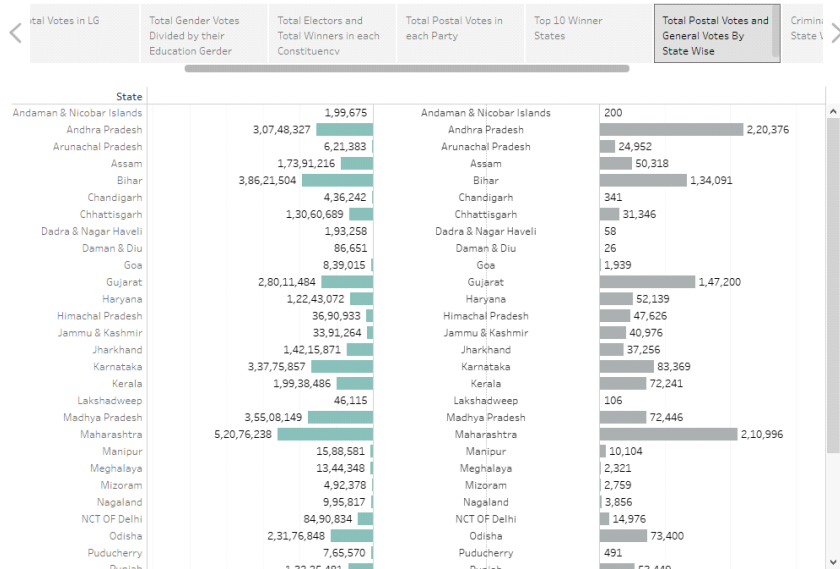 tal Votes in LG
Total Gender Votes
Divided by their
Education Gerder
Total Electors and
Total Winners in each
Constituency
Total Postal Votes in
each Party
Top 10 Winner
States
Total Postal Votes and
General Votes By
State Wise
Crimina
State V
State
Andaman & Nicobar Islands 1,99,675 Andaman & Nicobar Islands 200
Andhra Pradesh 3,07,48,327 Andhra Pradesh 2,20,376
Arunachal Pradesh 6,21,383 Arunachal Pradesh 24,952
Assam 1,73,91,216 Assam 50,318
Bihar 3,86,21,504 Bihar 1,34,091
Chandigarh 4,36,242 Chandigarh 341
Chhattisgarh 1,30,60,689 Chhattisgarh 31,346
Dadra & Nagar Haveli 1,93,258 Dadra & Nagar Haveli 58
Daman & Diu 86,651 Daman & Diu 26
Goa 8,39,015 Goa 1,939
Gujarat 2,80,11,484 Gujarat 1,47,200
Haryana 1,22,43,072 Haryana 52,139
Himachal Pradesh 36,90,933 Himachal Pradesh 47,626
Jammu & Kashmir 33,91,264 Jammu & Kashmir 40,976
Jharkhand 1,42,15,871 Jharkhand 37,256
Karnataka 3,37,75,857 Karnataka 83,369
Kerala 1,99,38,486 Kerala 72,241
Lakshadweep 46,115 Lakshadweep 106
Madhya Pradesh 3,55,08,149 Madhya Pradesh 72,446
Maharashtra 5,20,76,238 Maharashtra 2,10,996
Manipur 15,88,581 Manipur 10,104
Meghalaya 13,44,348 Meghalaya 2,321
Mizoram 4,92,378 Mizoram 2,759
Nagaland 9,95,817 Nagaland 3,856
NCT OF Delhi 84,90,834 NCT OF Delhi 14,976
Odisha 2,31,76,848 Odisha 73,400
Puducherry 7,65,570 Puducherry 491
Punjab Punjab